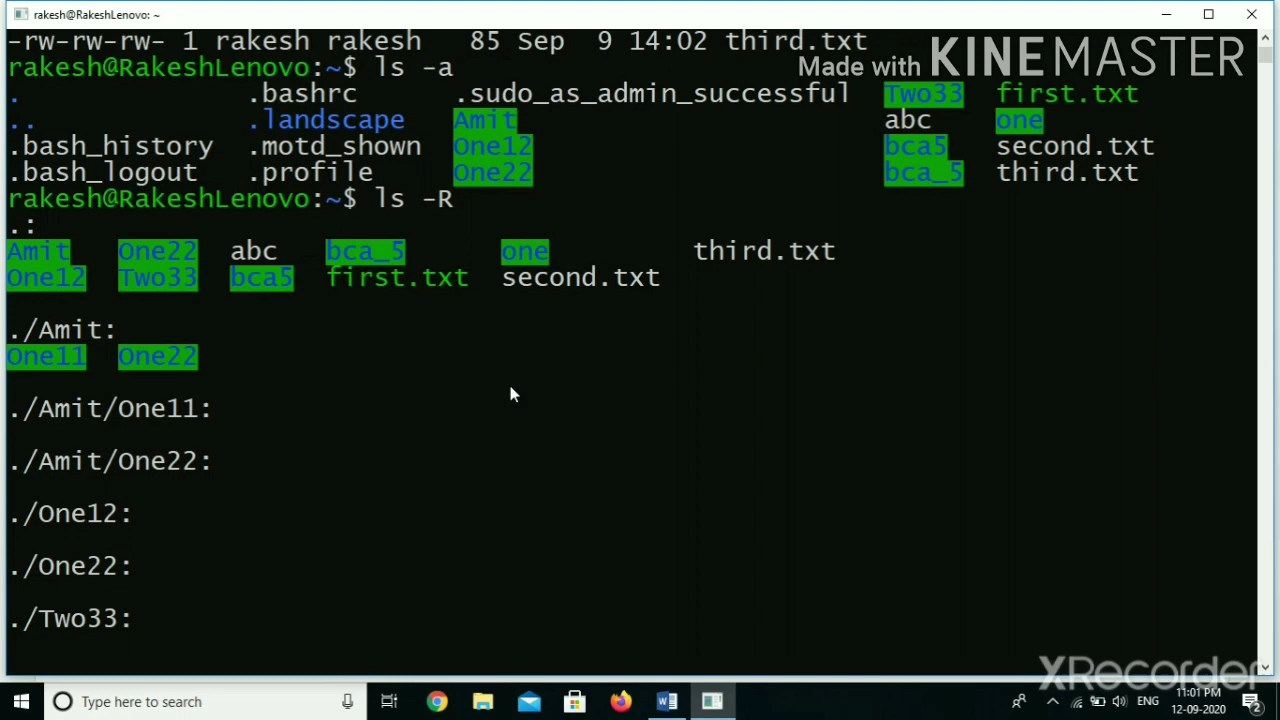 rakesh@RakeshLenovo: ~
-rw-rw-rw- 1 rakesh rakesh   85 Sep  9 14:02 third.txt
Made with KINEMASTER
rakesh@RakeshLenovo:~$ ls -a
.              .bashrc      .sudo_as_admin_successful  Two33  first.txt
..             .landscape   Amit                       abc    one
.bash_history  .motd_shown  One12                      bca5   second.txt
.bash_logout   .profile     One22                      bca_5  third.txt
rakesh@RakeshLenovo:~$ ls -R
.:
Amit   One22  abc   bca_5      one         third.txt
One12  Two33  bca5  first.txt  second.txt
./Amit:
One11  One22
./Amit/One11:
./Amit/One22:
./One12:
./One22:
./Two33:
XRecorder
Type here to search
ENG
11:01 PM
12-09-2020
2